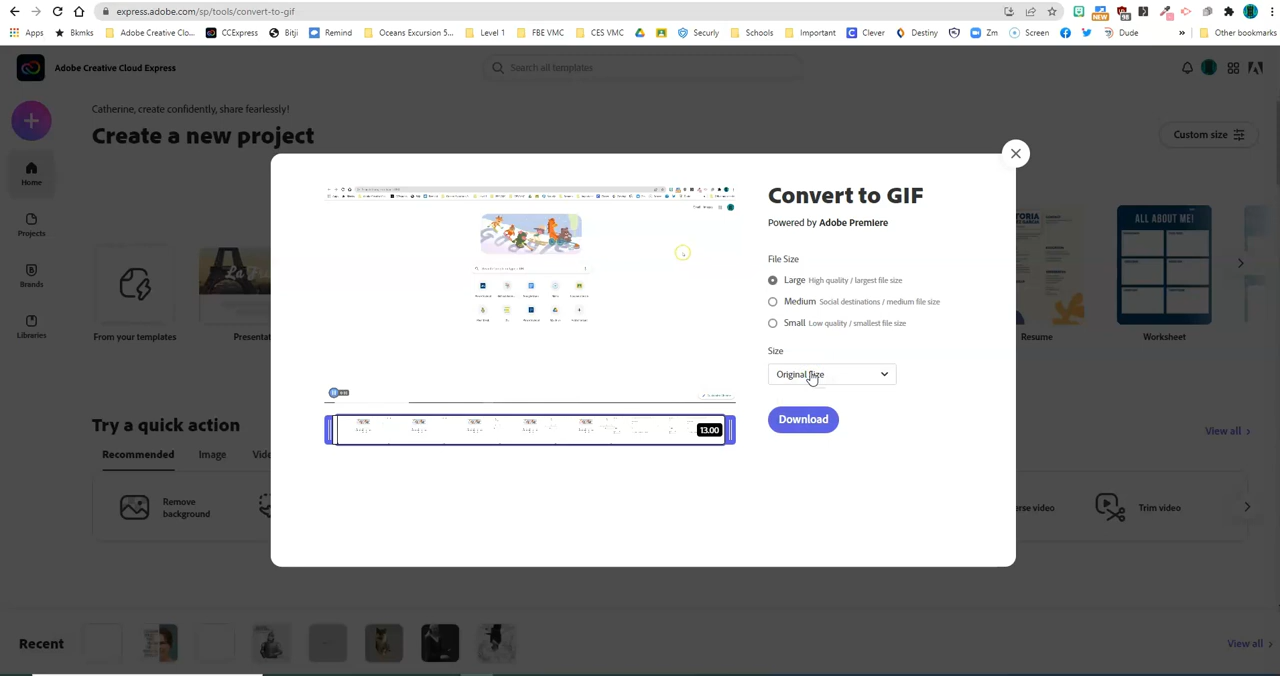 express.adobe.com/sp/tools/convert-to-gif
NEW
98
Apps
Bkmks
Adobe Creative Clo...
CCExpress
Bitji
Remind
Oceans Excursion 5...
Level 1
FBE VMC
CES VMC
Securly
Schools
Important
Clever
Destiny
Zm
Screen
Dude
»
Other bookmarks
Adobe Creative Cloud Express
Search all templates
Catherine, create confidently, share fearlessly!
Create a new project
Custom size
Home
Projects
Brands
Libraries
From your templates
Presentat
Convert to GIF
Powered by Adobe Premiere
File Size
Large High quality / largest file size
Medium Social destinations / medium file size
Small Low quality / smallest file size
Size
Original Size
Download
13.00
ALL ABOUT ME!
Resume
Worksheet
Try a quick action
View all
Recommended
Image
Vid
Remove
background
erse video
Trim video
Recent
View all